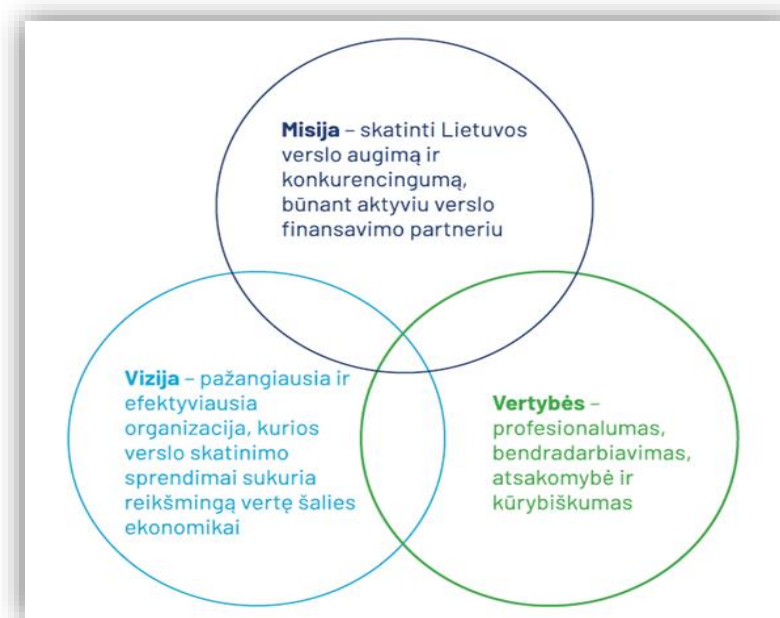 Misija – skatinti Lietuvos
verslo augimą ir
konkurencingumą,
būnant aktyviu verslo
finansavimo partneriu
Vizija – pažangiausia ir
efektyviausia
organizacija, kurios
verslo skatinimo
sprendimai sukuria
reikšmingą vertę šalies
ekonomikai
Vertybės –
profesionalumas,
bendradarbiavimas,
atsakomybė ir
kūrybiškumas